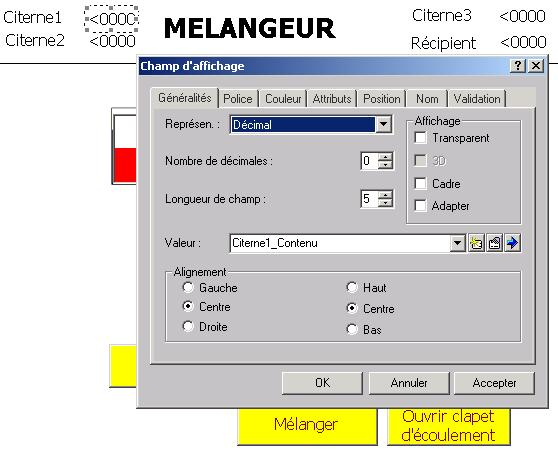 Citerne1 <0000
Citerne2 <0000
MELANGEUR
Citerne3 <0000
Récipient <0000
Champ d'affichage
Généralités Police Couleur Attributs Position Nom Validation
Représen. : Décimal
Affichage
Transparent
3D
Cadre
Adapter
Nombre de décimales : 0
Longueur de champ : 5
Valeur : Citerne1_Contenu
Alignement
Gauche Haut
Centre Centre
Droite Bas
OK Annuler Accepter
Mélanger
Ouvrir clapet
d'écoulement